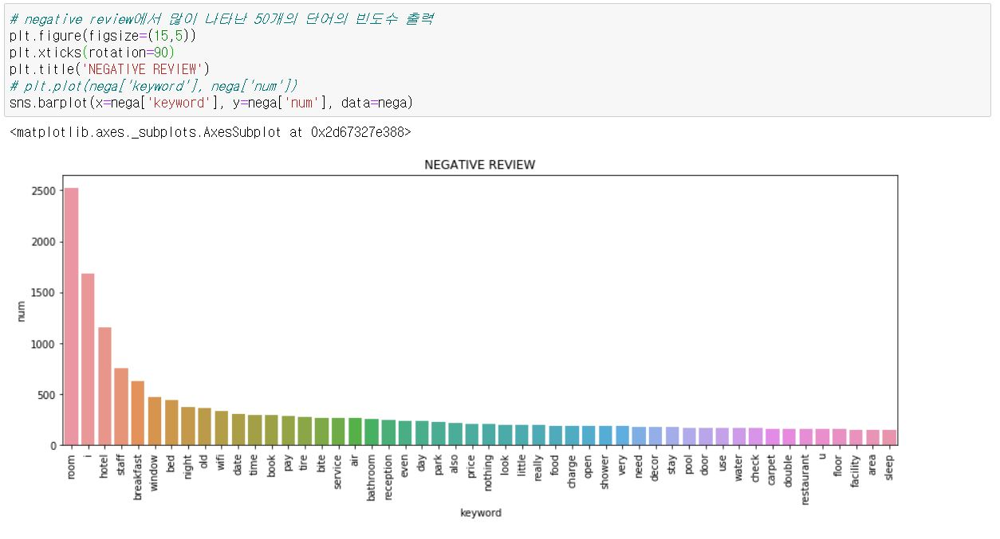 # negative review에서 많이 나타난 50개의 단어의 빈도수 출력
plt.figure(figsize=(15,5))
plt.xticks(rotation=90)
plt.title('NEGATIVE REVIEW')
# plt.plot(nega['keyword'], nega['num'])
sns.barplot(x=nega['keyword'], y=nega['num'], data=nega)
<matplotlib.axes._subplots.AxesSubplot at 0x2d67327e388>
NEGATIVE REVIEW
2500
2000
1500
1000
500
0
num
room
i
hotel
staff
breakfast
window
bed
night
old
wifi
date
time
book
pay
tire
bite
service
air
bathroom
reception
even
day
park
also
price
nothing
look
little
really
food
charge
open
shower
very
need
decor
stay
pool
door
use
water
check
carpet
double
restaurant
u
floor
facility
area
sleep
keyword